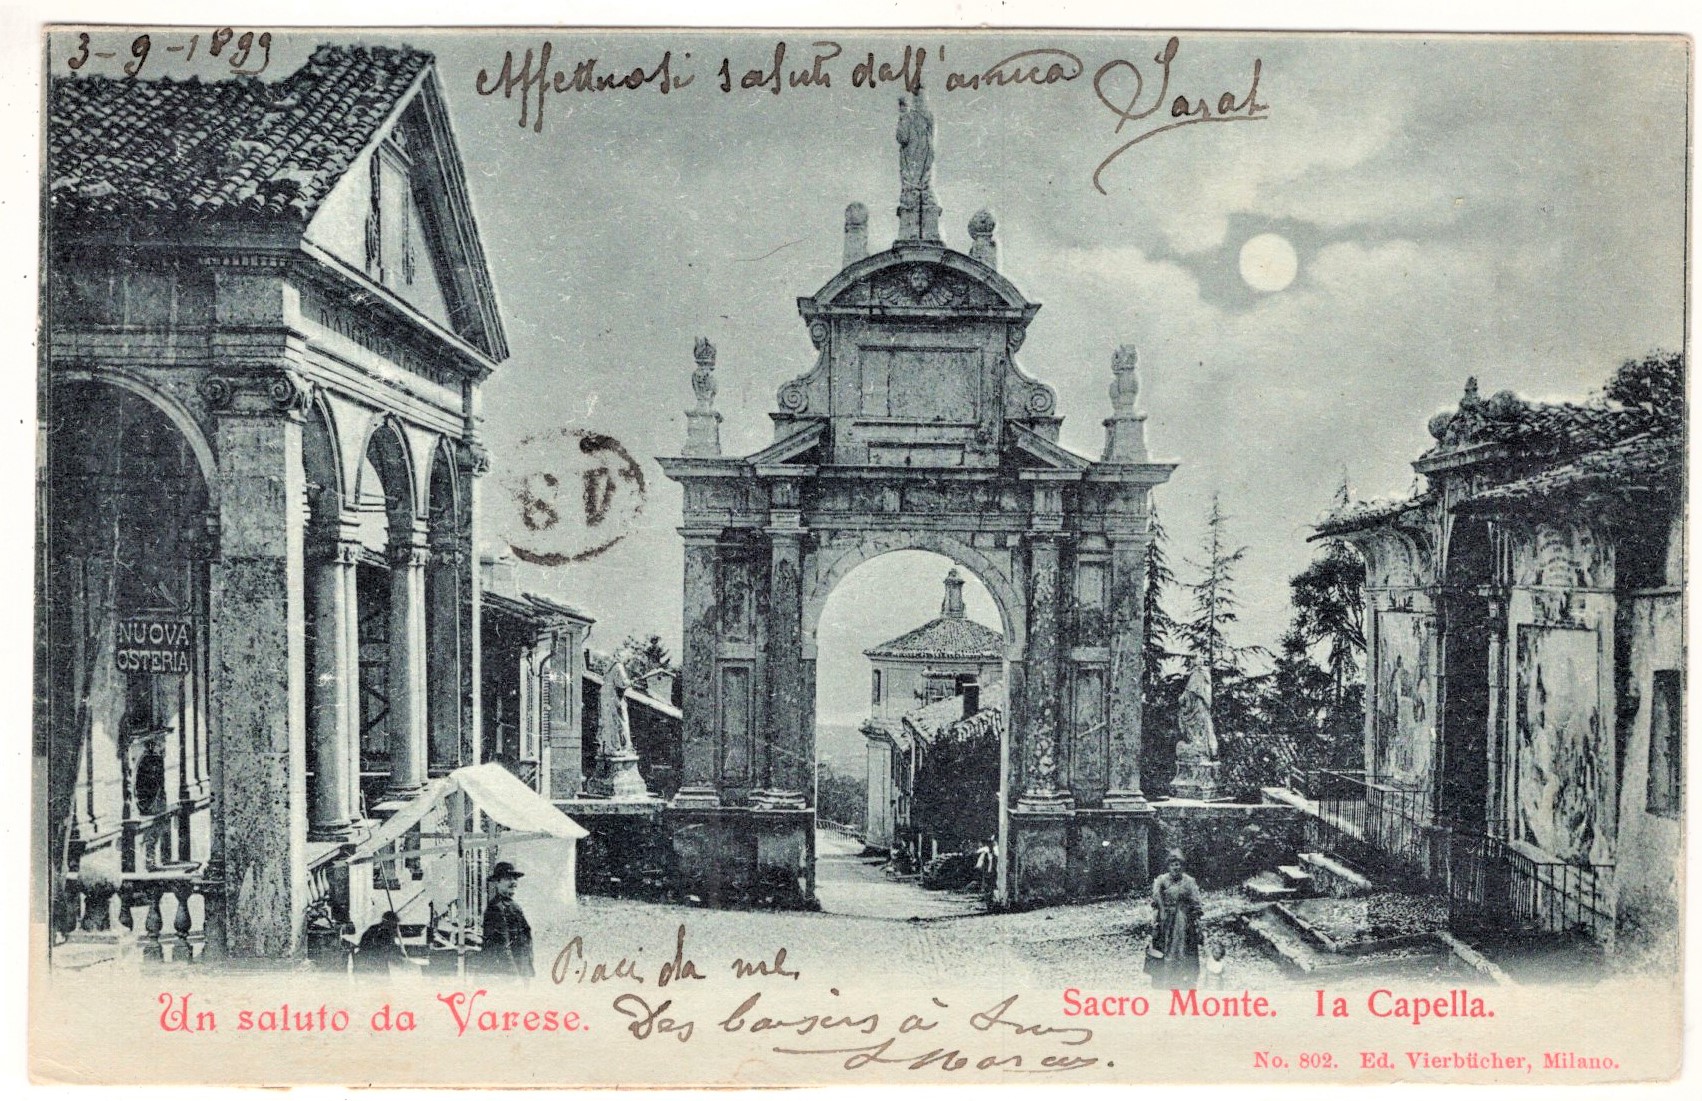 3-9-1899
Affettuosi saluti dall'amica Sarah
48
NUOVA
OSTERIA
Baci da me.
Un saluto da Varese.
Sacro Monte. Ia Capella.
Des baisers à
No. 802. Ed. Vierbücher, Milano.